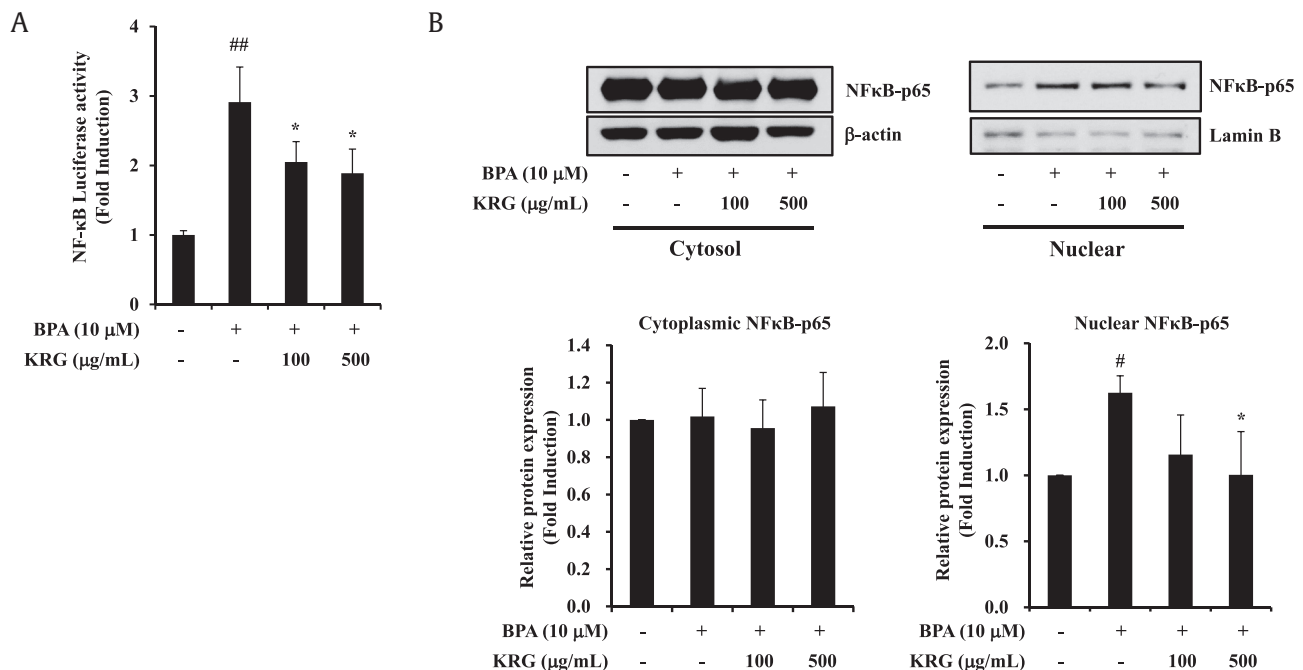 A
NF-κB Luciferase activity
(Fold Induction)
5
4
3
2
1
0
##
*
*
BPA (10 μM) - + + +
KRG (μg/mL) - - 100 500
B
NFκB-p65
β-actin
BPA (10 μM) - + + +
KRG (μg/mL) - - 100 500
Cytosol
NFκB-p65
Lamin B
- + + +
- - 100 500
Nuclear
Cytoplasmic NFκB-p65
Relative protein expression
(Fold Induction)
1.4
1.2
1.0
0.8
0.6
0.4
0.2
0.0
BPA (10 μM) - + + +
KRG (μg/mL) - - 100 500
Nuclear NFκB-p65
Relative protein expression
(Fold Induction)
2.0
1.5
1.0
0.5
0.0
#
*
BPA (10 μM) - + + +
KRG (μg/mL) - - 100 500